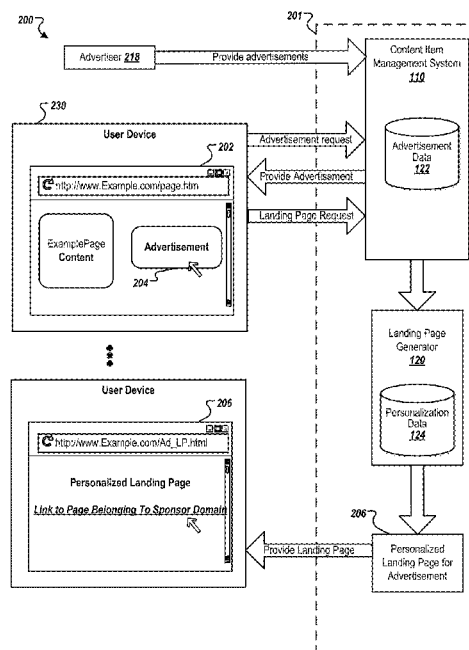 200
201
Advertiser 218
Provide advertisements
Content Item
Management System
110
230
User Device
202
Advertisement request
Advertisement
Data
122
http://www.Example.com/page.htm
Provide Advertisement
Landing Page Request
ExamplePage
Content
Advertisement
204
Landing Page
Generator
120
User Device
206
Personalization
Data
124
http://www.Example.com/Ad_LP.html
Personalized Landing Page
Link to Page Belonging To Sponsor Domain
206
Provide Landing Page
Personalized
Landing Page for
Advertisement